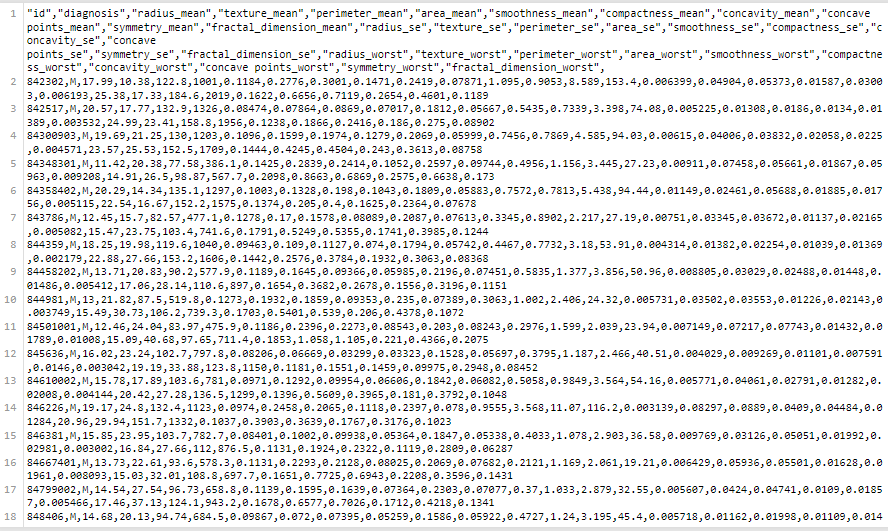 1 "id","diagnosis","radius_mean","texture_mean","perimeter_mean","area_mean","smoothness_mean","compactness_mean","concavity_mean","concave
points_mean","symmetry_mean","fractal_dimension_mean","radius_se","texture_se","perimeter_se","area_se","smoothness_se","compactness_se","c
oncavity_se","concave
points_se","symmetry_se","fractal_dimension_se","radius_worst","texture_worst","perimeter_worst","area_worst","smoothness_worst","compactne
ss_worst","concavity_worst","concave points_worst","symmetry_worst","fractal_dimension_worst",
2 842302,M,17.99,10.38,122.8,1001,0.1184,0.2776,0.3001,0.1471,0.2419,0.07871,1.095,0.9053,8.589,153.4,0.006399,0.04904,0.05373,0.01587,0.0300
3,0.006193,25.38,17.33,184.6,2019,0.1622,0.6656,0.7119,0.2654,0.4601,0.1189
3 842517,M,20.57,17.77,132.9,1326,0.08474,0.07864,0.0869,0.07017,0.1812,0.05667,0.5435,0.7339,3.398,74.08,0.005225,0.01308,0.0186,0.0134,0.01
389,0.003532,24.99,23.41,158.8,1956,0.1238,0.1866,0.2416,0.186,0.275,0.08902
4 84300903,M,19.69,21.25,130,1203,0.1096,0.1599,0.1974,0.1279,0.2069,0.05999,0.7456,0.7869,4.585,94.03,0.00615,0.04006,0.03832,0.02058,0.0225
,0.004571,23.57,25.53,152.5,1709,0.1444,0.4245,0.4504,0.243,0.3613,0.08758
5 84348301,M,11.42,20.38,77.58,386.1,0.1425,0.2839,0.2414,0.1052,0.2597,0.09744,0.4956,1.156,3.445,27.23,0.00911,0.07458,0.05661,0.01867,0.05
963,0.009208,14.91,26.5,98.87,567.7,0.2098,0.8663,0.6869,0.2575,0.6638,0.173
6 84358402,M,20.29,14.34,135.1,1297,0.1003,0.1328,0.198,0.1043,0.1809,0.05883,0.7572,0.7813,5.438,94.44,0.01149,0.02461,0.05688,0.01885,0.017
56,0.005115,22.54,16.67,152.2,1575,0.1374,0.205,0.4,0.1625,0.2364,0.07678
7 843786,M,12.45,15.7,82.57,477.1,0.1278,0.17,0.1578,0.08089,0.2087,0.07613,0.3345,0.8902,2.217,27.19,0.00751,0.03345,0.03672,0.01137,0.02165
,0.005082,15.47,23.75,103.4,741.6,0.1791,0.5249,0.5355,0.1741,0.3985,0.1244
8 844359,M,18.25,19.98,119.6,1040,0.09463,0.109,0.1127,0.074,0.1794,0.05742,0.4467,0.7732,3.18,53.91,0.004314,0.01382,0.02254,0.01039,0.01369
,0.002179,22.88,27.66,153.2,1606,0.1442,0.2576,0.3784,0.1932,0.3063,0.08368
9 84458202,M,13.71,20.83,90.2,577.9,0.1189,0.1645,0.09366,0.05985,0.2196,0.07451,0.5835,1.377,3.856,50.96,0.008805,0.03029,0.02488,0.01448,0.
01486,0.005412,17.06,28.14,110.6,897,0.1654,0.3682,0.2678,0.1556,0.3196,0.1151
10 844981,M,13,21.82,87.5,519.8,0.1273,0.1932,0.1859,0.09353,0.235,0.07389,0.3063,1.002,2.406,24.32,0.005731,0.03502,0.03553,0.01226,0.02143,0
.003749,15.49,30.73,106.2,739.3,0.1703,0.5401,0.539,0.206,0.4378,0.1072
11 84501001,M,12.46,24.04,83.97,475.9,0.1186,0.2396,0.2273,0.08543,0.203,0.08243,0.2976,1.599,2.039,23.94,0.007149,0.07217,0.07743,0.01432,0.0
1789,0.01008,15.09,40.68,97.65,711.4,0.1853,1.058,1.105,0.221,0.4366,0.2075
12 845636,M,16.02,23.24,102.7,797.8,0.08206,0.06669,0.03299,0.03323,0.1528,0.05697,0.3795,1.187,2.466,40.51,0.004029,0.009269,0.01101,0.007591
,0.0146,0.003042,19.19,33.88,123.8,1150,0.1181,0.1551,0.1459,0.09975,0.2948,0.08452
13 84610002,M,15.78,17.89,103.6,781,0.0971,0.1292,0.09954,0.06606,0.1842,0.06082,0.5058,0.9849,3.564,54.16,0.005771,0.04061,0.02791,0.01282,0.
02008,0.004144,20.42,27.28,136.5,1299,0.1396,0.5609,0.3965,0.181,0.3792,0.1048
14 846226,M,19.17,24.8,132.4,1123,0.0974,0.2458,0.2065,0.1118,0.2397,0.078,0.9555,3.568,11.07,116.2,0.003139,0.08297,0.0889,0.0409,0.04484,0.0
1284,20.96,29.94,151.7,1332,0.1037,0.3903,0.3639,0.1767,0.3176,0.1023
15 846381,M,15.85,23.95,103.7,782.7,0.08401,0.1002,0.09938,0.05364,0.1847,0.05338,0.4033,1.078,2.903,36.58,0.009769,0.03126,0.05051,0.01992,0.
02981,0.003002,16.84,27.66,112,876.5,0.1131,0.1924,0.2322,0.1119,0.2809,0.06287
16 84667401,M,13.73,22.61,93.6,578.3,0.1131,0.2293,0.2128,0.08025,0.2069,0.07682,0.2121,1.169,2.061,19.21,0.006429,0.05936,0.05501,0.01628,0.0
1961,0.008093,15.03,32.01,108.8,697.7,0.1651,0.7725,0.6943,0.2208,0.3596,0.1431
17 84799002,M,14.54,27.54,96.73,658.8,0.1139,0.1595,0.1639,0.07364,0.2303,0.07077,0.37,1.033,2.879,32.55,0.005607,0.0424,0.04741,0.0109,0.0185
7,0.005466,17.46,37.13,124.1,943.2,0.1678,0.6577,0.7026,0.1712,0.4218,0.1341
18 848406,M,14.68,20.13,94.74,684.5,0.09867,0.072,0.07395,0.05259,0.1586,0.05922,0.4727,1.24,3.195,45.4,0.005718,0.01162,0.01998,0.01109,0.014